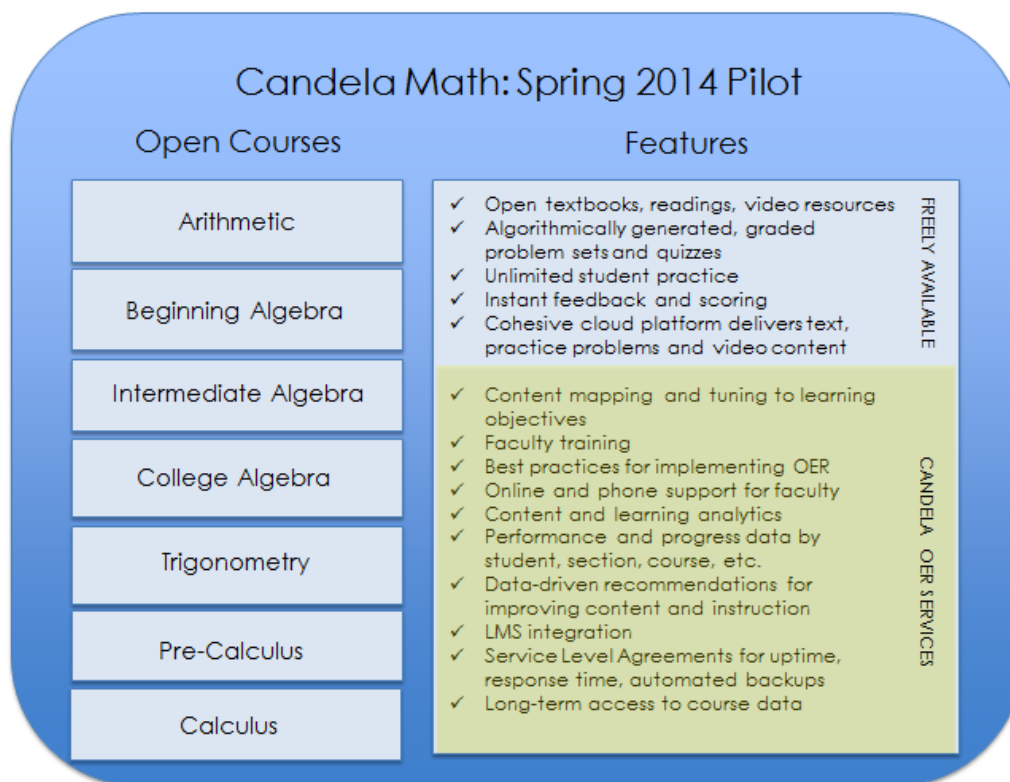 Candela Math: Spring 2014 Pilot
Open Courses
Arithmetic
Beginning Algebra
Intermediate Algebra
College Algebra
Trigonometry
Pre-Calculus
Calculus
Features
✓ Open textbooks, readings, video resources
✓ Algorithmically generated, graded
problem sets and quizzes
✓ Unlimited student practice
✓ Instant feedback and scoring
✓ Cohesive cloud platform delivers text,
practice problems and video content
FREELY AVAILABLE
✓ Content mapping and tuning to learning
objectives
✓ Faculty training
✓ Best practices for implementing OER
✓ Online and phone support for faculty
✓ Content and learning analytics
✓ Performance and progress data by
student, section, course, etc.
✓ Data-driven recommendations for
improving content and instruction
✓ LMS integration
✓ Service Level Agreements for uptime,
response time, automated backups
✓ Long-term access to course data
CANDELA OER SERVICES